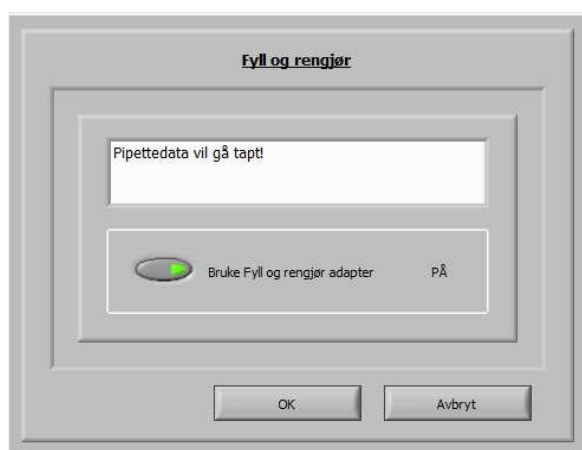 Fyll og rengjør
Pipettedata vil gå tapt!
Bruke Fyll og rengjør adapter PÅ
OK Avbryt